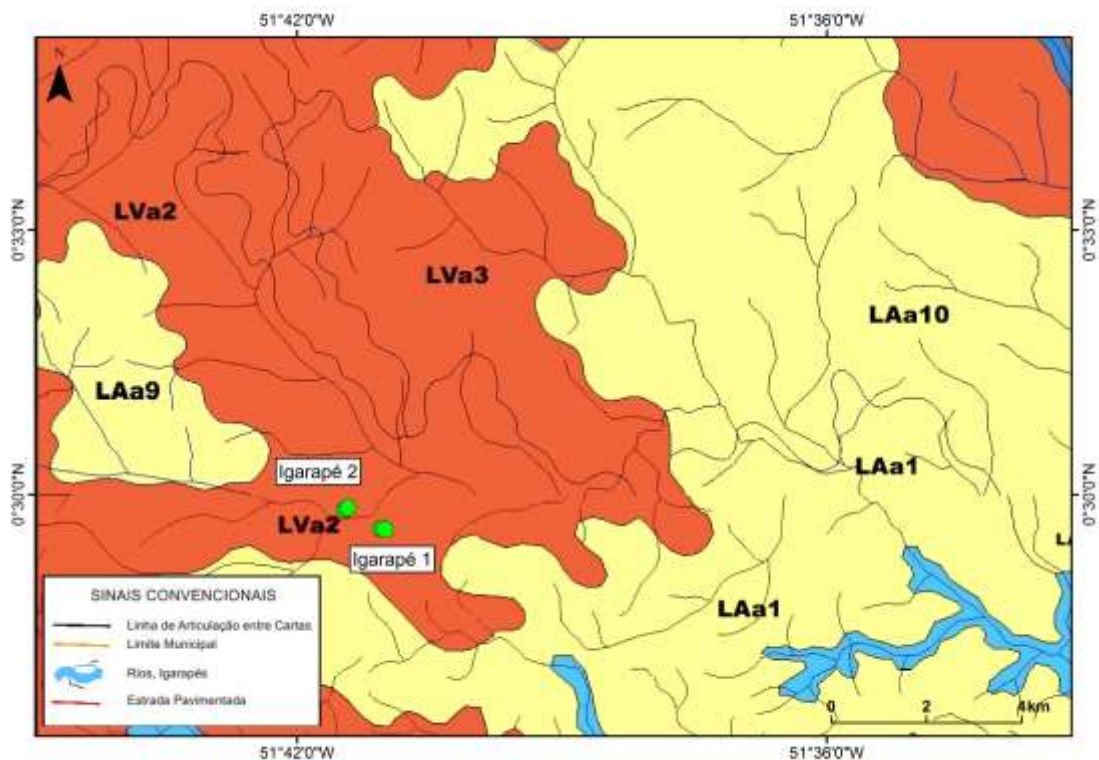 51°42'0"W
51°36'0"W
N
0°33'0"N
0°33'0"N
LVa2
LVa3
LAa10
LAa9
LAa1
Igarapé 2
0°30'0"N
0°30'0"N
LVa2
Igarapé 1
LAa1
SINAIS CONVENCIONAIS
Linha de Articulação entre Cartas
Limite Municipal
Rios, Igarapés
Estrada Pavimentada
0 2 4km
51°42'0"W
51°36'0"W